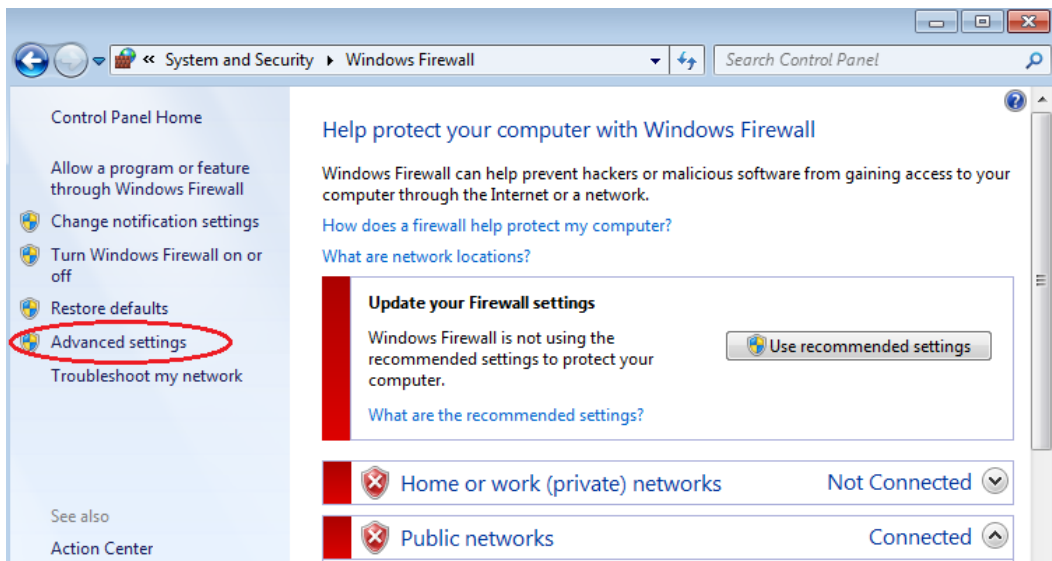 « System and Security ▸ Windows Firewall
Search Control Panel
Control Panel Home
Allow a program or feature
through Windows Firewall
Change notification settings
Turn Windows Firewall on or
off
Restore defaults
Advanced settings
Troubleshoot my network
See also
Action Center
Help protect your computer with Windows Firewall
Windows Firewall can help prevent hackers or malicious software from gaining access to your
computer through the Internet or a network.
How does a firewall help protect my computer?
What are network locations?
Update your Firewall settings
Windows Firewall is not using the
recommended settings to protect your
computer.
Use recommended settings
What are the recommended settings?
Home or work (private) networks Not Connected
Public networks Connected